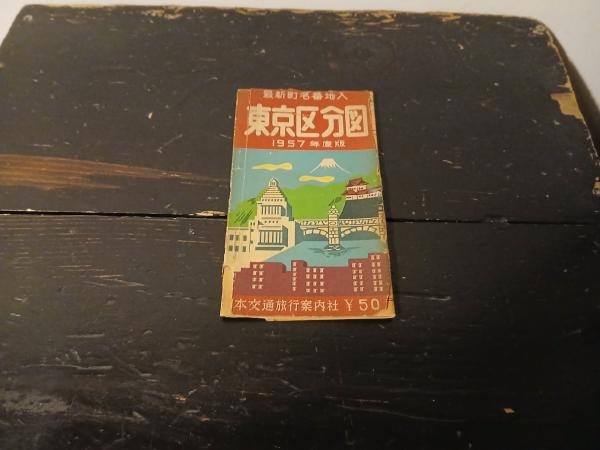 最新町名番地入
東京区分図
1957年度版
本交通旅行案内社 ¥50